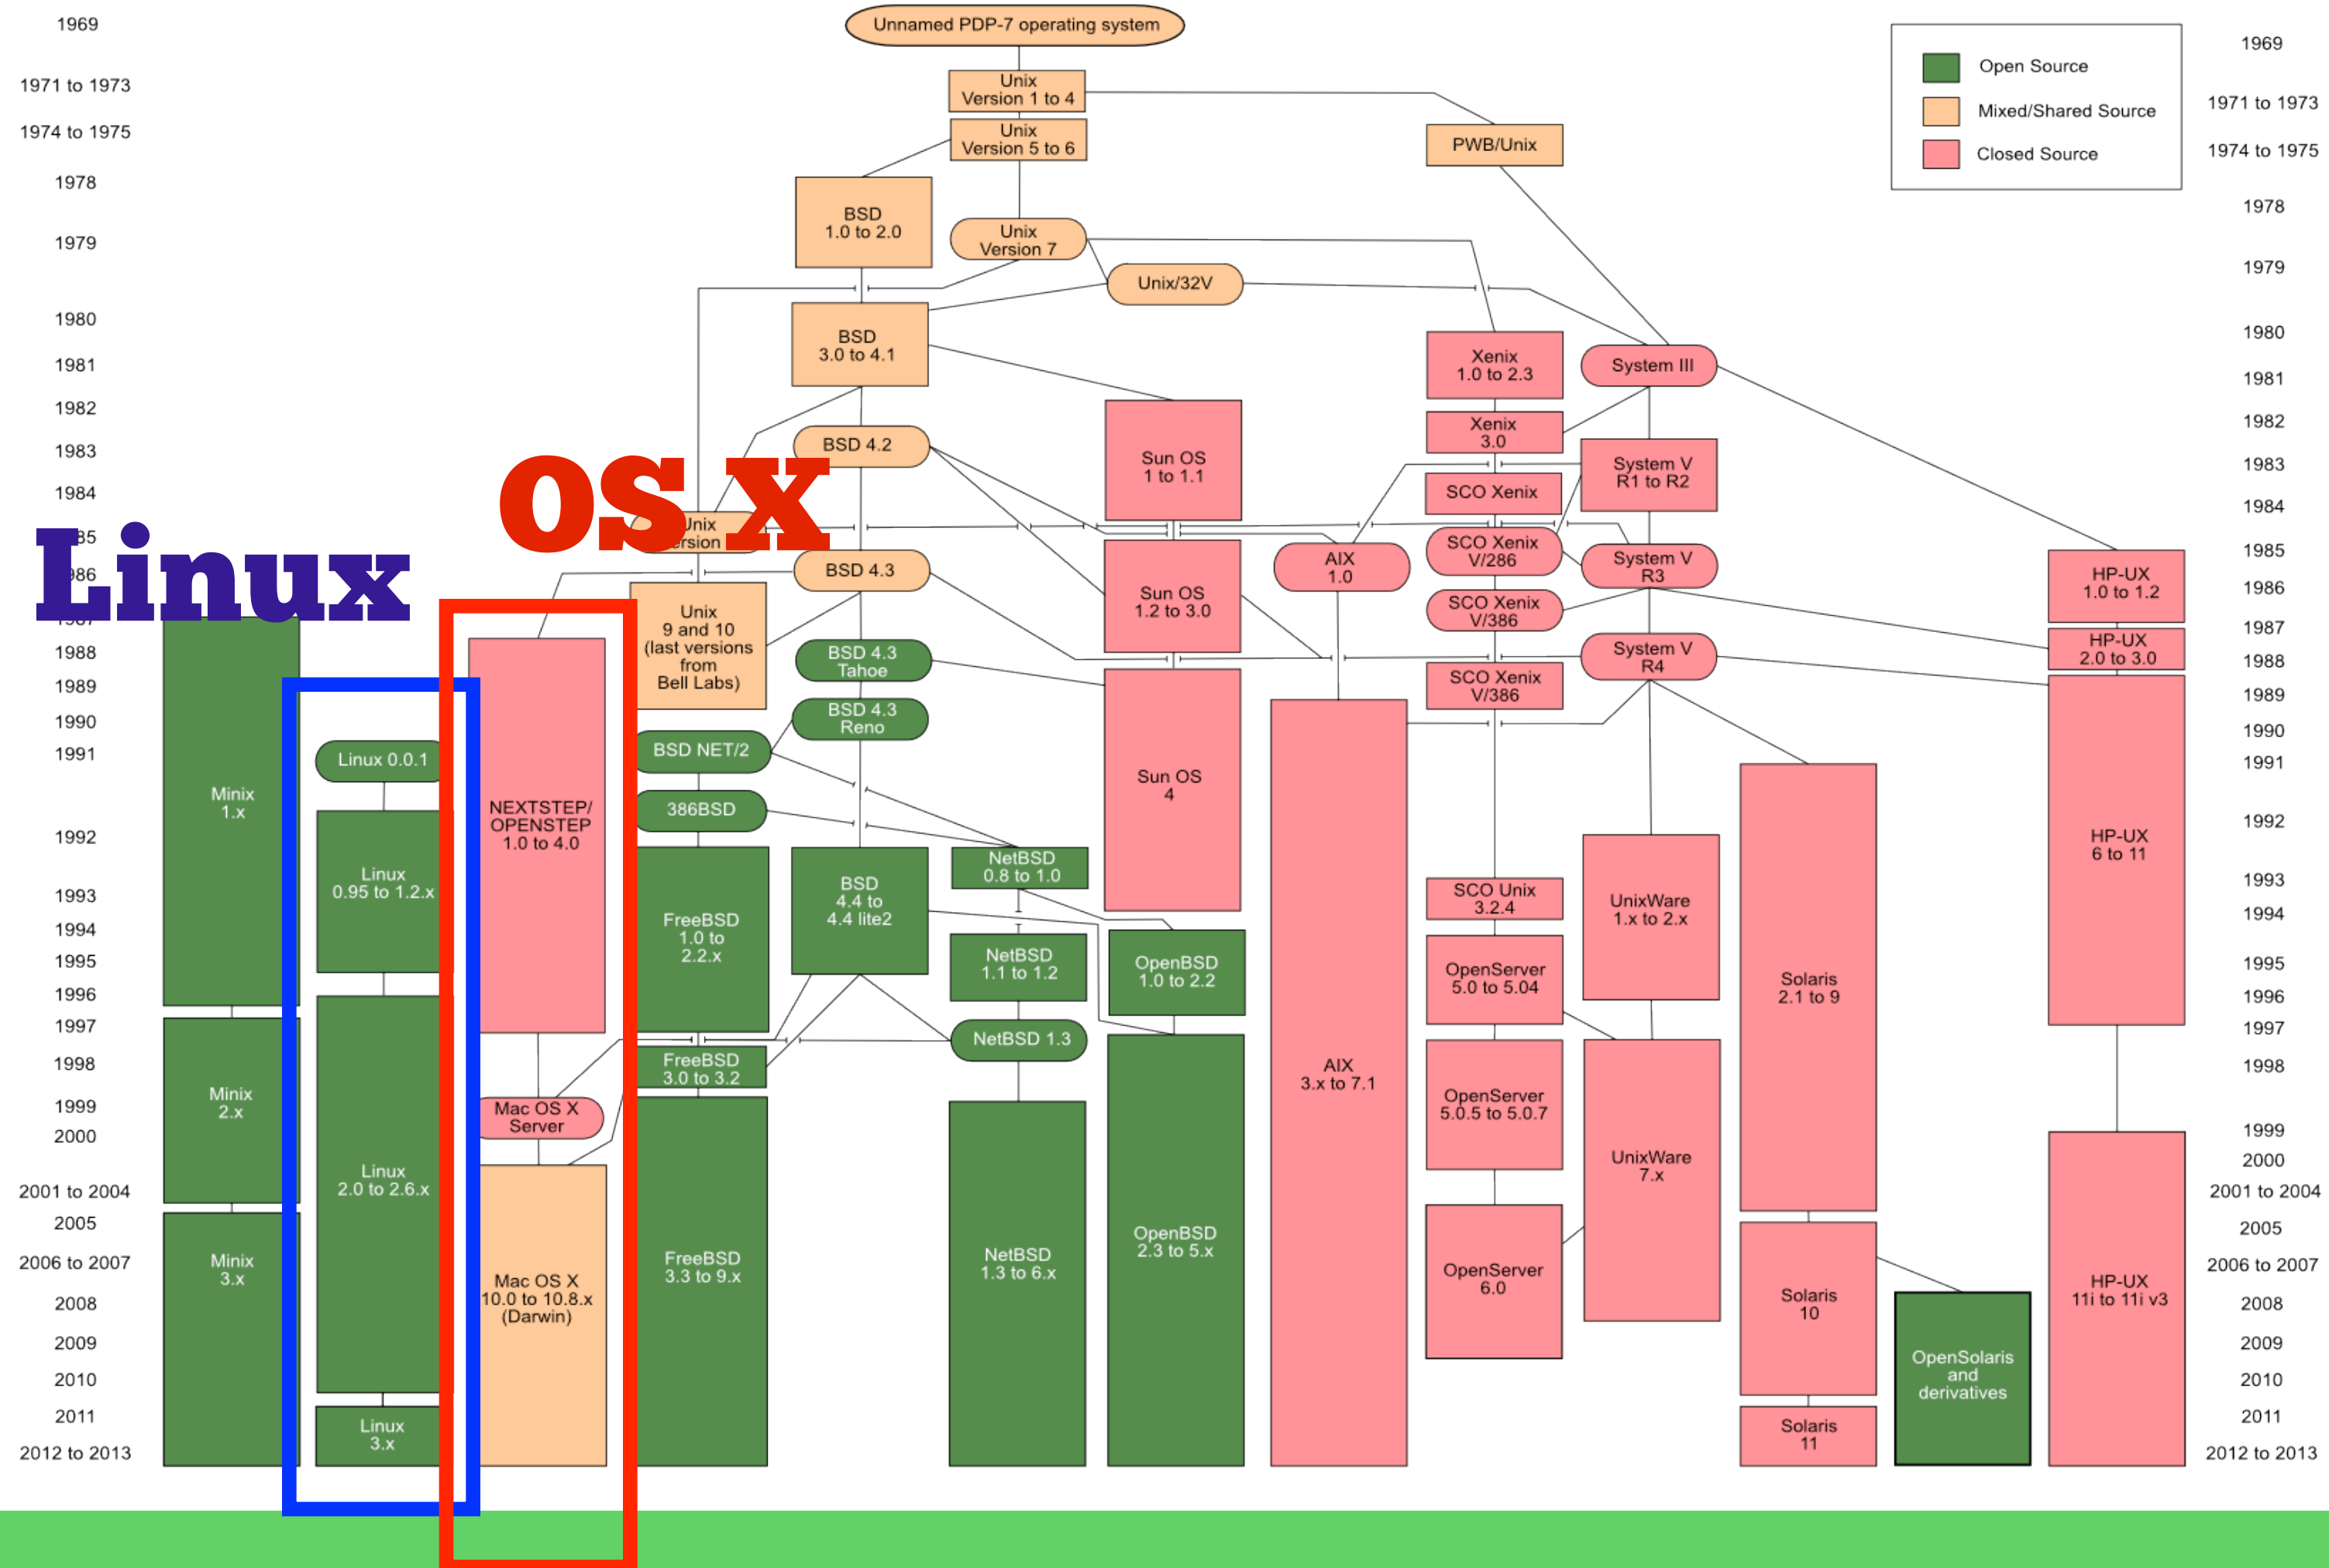 Unnamed PDP-7 operating system
Unix
Version 1 to 4
Unix
Version 5 to 6
PWB/Unix
Open Source
Mixed/Shared Source
Closed Source
1969
1971 to 1973
1974 to 1975
1978
1979
1980
1981
1982
1983
1984
1988
1989
1990
1991
1992
1993
1994
1995
1996
1997
1998
1999
2000
2001 to 2004
2005
2006 to 2007
2008
2009
2010
2011
2012 to 2013
Linux
OS X
Minix
1.x
Minix
2.x
Minix
3.x
Linux 0.0.1
Linux
0.95 to 1.2.x
Linux
2.0 to 2.6.x
Linux
3.x
NEXTSTEP/
OPENSTEP
1.0 to 4.0
Mac OS X
Server
Mac OS X
10.0 to 10.8.x
(Darwin)
Unix
Unix
9 and 10
(last versions
from
Bell Labs)
BSD NET/2
386BSD
FreeBSD
1.0 to
2.2.x
FreeBSD
3.0 to 3.2
FreeBSD
3.3 to 9.x
BSD
1.0 to 2.0
BSD
3.0 to 4.1
BSD 4.2
BSD 4.3
BSD 4.3
Tahoe
BSD 4.3
Reno
BSD
4.4 to
4.4 lite2
Unix
Version 7
Unix/32V
NetBSD
0.8 to 1.0
NetBSD
1.1 to 1.2
NetBSD 1.3
NetBSD
1.3 to 6.x
Sun OS
1 to 1.1
Sun OS
1.2 to 3.0
Sun OS
4
OpenBSD
1.0 to 2.2
OpenBSD
2.3 to 5.x
AIX
1.0
AIX
3.x to 7.1
Xenix
1.0 to 2.3
Xenix
3.0
SCO Xenix
SCO Xenix
V/286
SCO Xenix
V/386
SCO Xenix
V/386
SCO Unix
3.2.4
OpenServer
5.0 to 5.04
OpenServer
5.0.5 to 5.0.7
OpenServer
6.0
System III
System V
R1 to R2
System V
R3
System V
R4
UnixWare
1.x to 2.x
UnixWare
7.x
Solaris
2.1 to 9
Solaris
10
Solaris
11
OpenSolaris
and
derivatives
HP-UX
1.0 to 1.2
HP-UX
2.0 to 3.0
HP-UX
6 to 11
HP-UX
11i to 11i v3
1969
1971 to 1973
1974 to 1975
1978
1979
1980
1981
1982
1983
1984
1985
1986
1987
1988
1989
1990
1991
1992
1993
1994
1995
1996
1997
1998
1999
2000
2001 to 2004
2005
2006 to 2007
2008
2009
2010
2011
2012 to 2013